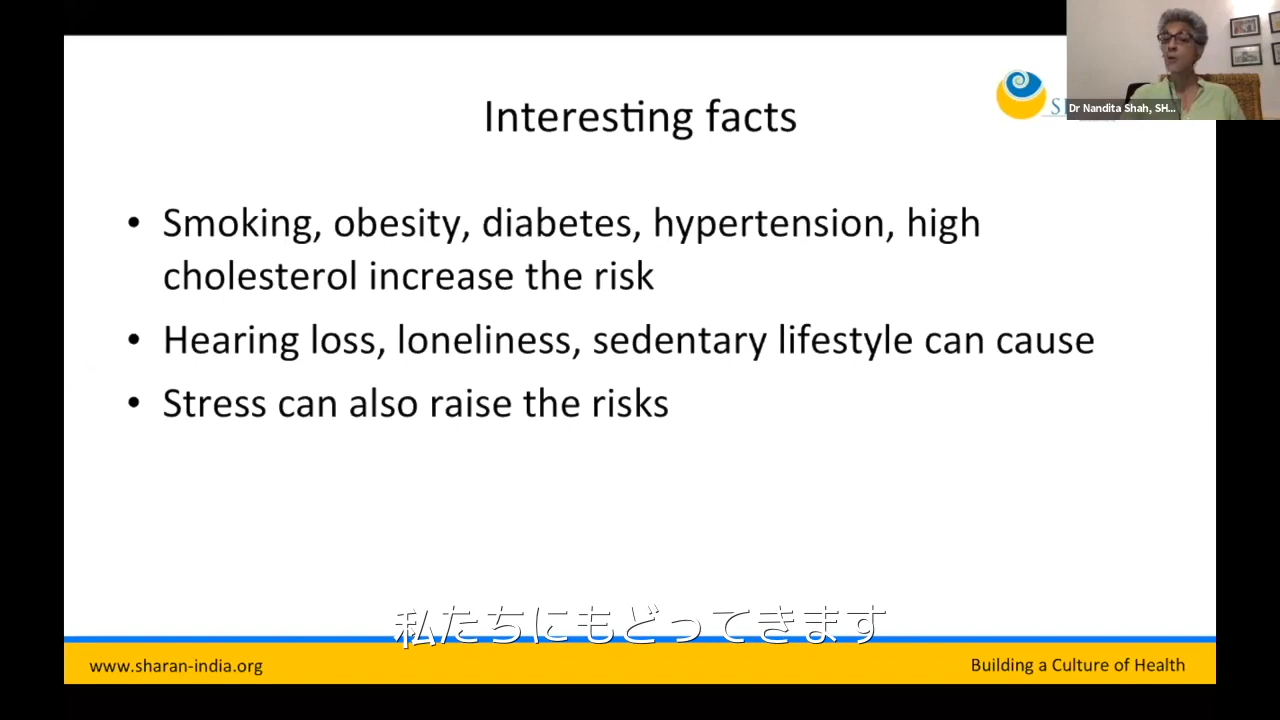 Interesting facts
Dr Nandita Shah, SH...
• Smoking, obesity, diabetes, hypertension, high
cholesterol increase the risk
• Hearing loss, loneliness, sedentary lifestyle can cause
• Stress can also raise the risks
私たちにもどってきます
www.sharan-india.org
Building a Culture of Health